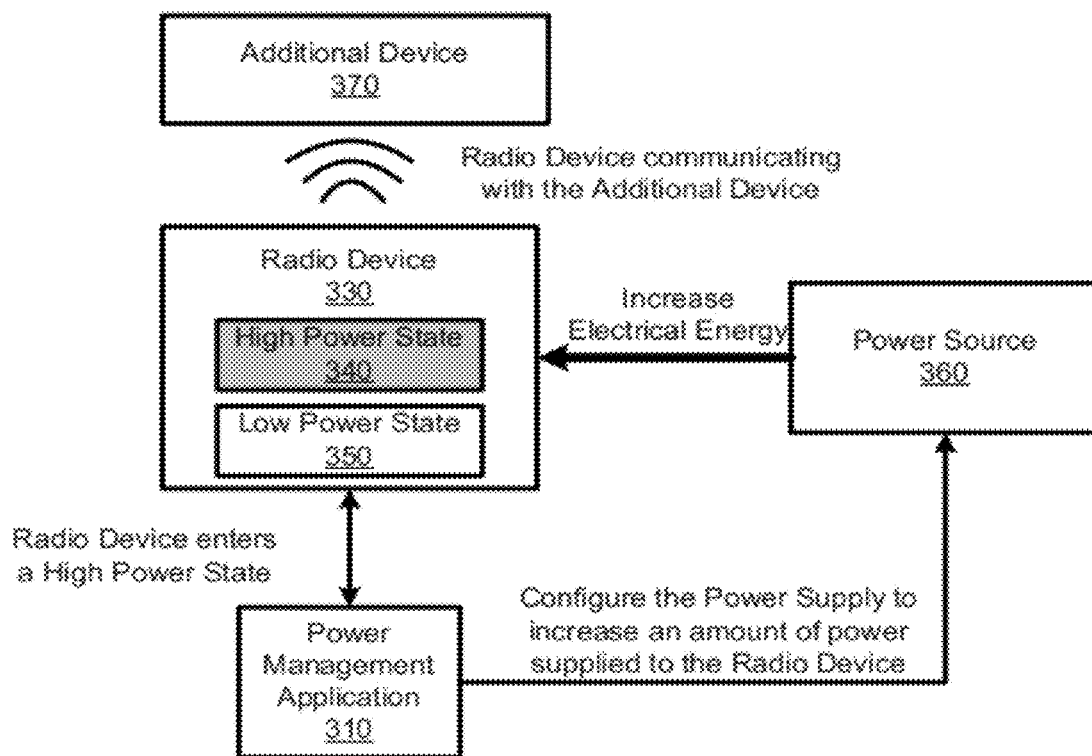 Additional Device
370
Radio Device communicating
with the Additional Device
Radio Device
330
High Power State
340
Low Power State
350
Increase
Electrical Energy
Power Source
360
Radio Device enters
a High Power State
Power
Management
Application
310
Configure the Power Supply to
increase an amount of power
supplied to the Radio Device